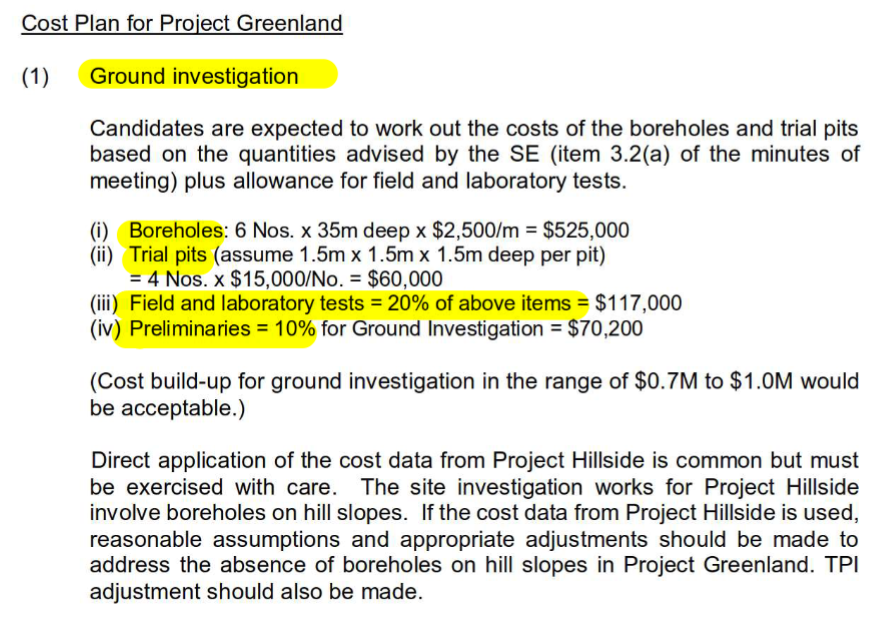 Cost Plan for Project Greenland
(1) Ground investigation
Candidates are expected to work out the costs of the boreholes and trial pits
based on the quantities advised by the SE (item 3.2(a) of the minutes of
meeting) plus allowance for field and laboratory tests.
(i) Boreholes: 6 Nos. x 35m deep x $2,500/m = $525,000
(ii) Trial pits (assume 1.5m x 1.5m x 1.5m deep per pit)
= 4 Nos. x $15,000/No. = $60,000
(iii) Field and laboratory tests = 20% of above items = $117,000
(iv) Preliminaries = 10% for Ground Investigation = $70,200
(Cost build-up for ground investigation in the range of $0.7M to $1.0M would
be acceptable.)
Direct application of the cost data from Project Hillside is common but must
be exercised with care. The site investigation works for Project Hillside
involve boreholes on hill slopes. If the cost data from Project Hillside is used,
reasonable assumptions and appropriate adjustments should be made to
address the absence of boreholes on hill slopes in Project Greenland. TPI
adjustment should also be made.